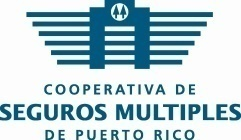 COOPERATIVA DE
SEGUROS MULTIPLES
DE PUERTO RICO